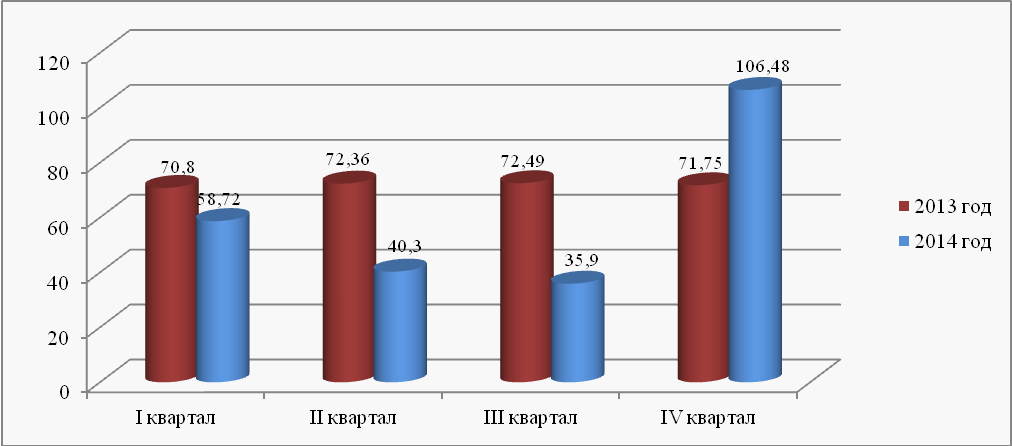 120
100
80
60
40
20
0
70,8
58,72
72,36
40,3
72,49
35,9
71,75
106,48
I квартал
II квартал
III квартал
IV квартал
2013 год
2014 год